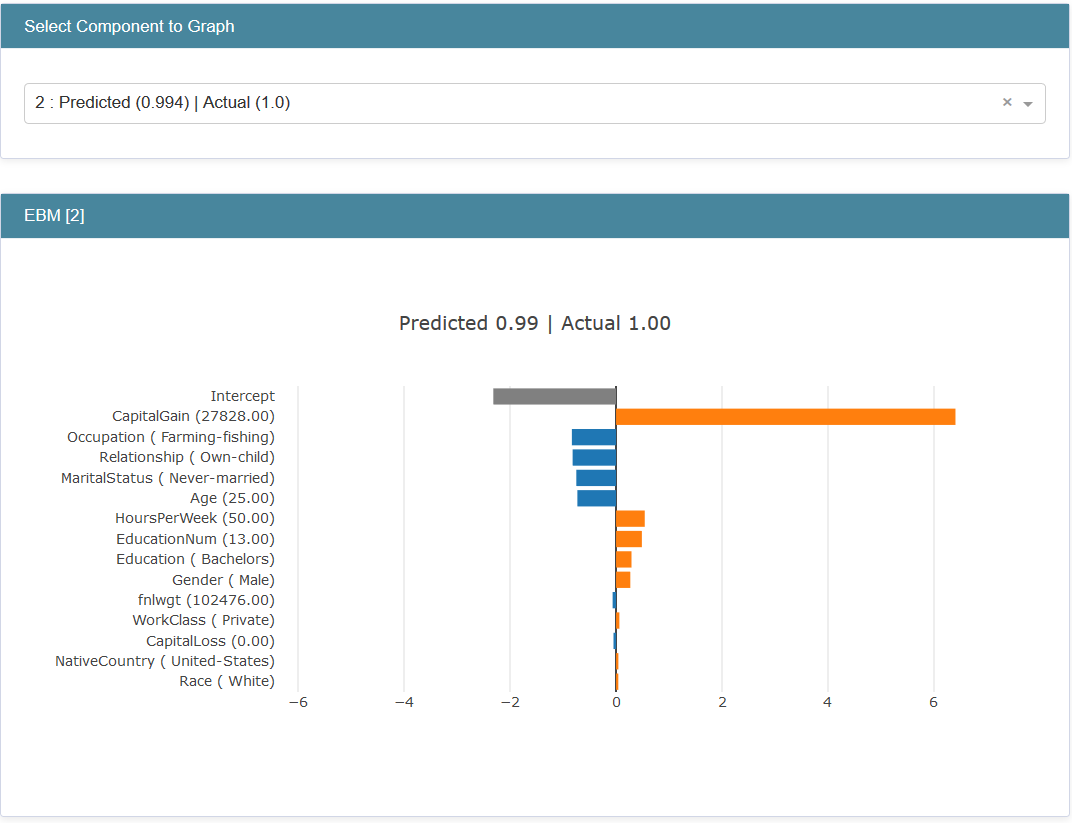 Select Component to Graph
2 : Predicted (0.994) | Actual (1.0)
EBM [2]
Predicted 0.99 | Actual 1.00
Intercept
CapitalGain (27828.00)
Occupation ( Farming-fishing)
Relationship ( Own-child)
MaritalStatus ( Never-married)
Age (25.00)
HoursPerWeek (50.00)
EducationNum (13.00)
Education ( Bachelors)
Gender ( Male)
fnlwgt (102476.00)
WorkClass ( Private)
CapitalLoss (0.00)
NativeCountry ( United-States)
Race ( White)
−6 −4 −2 0 2 4 6